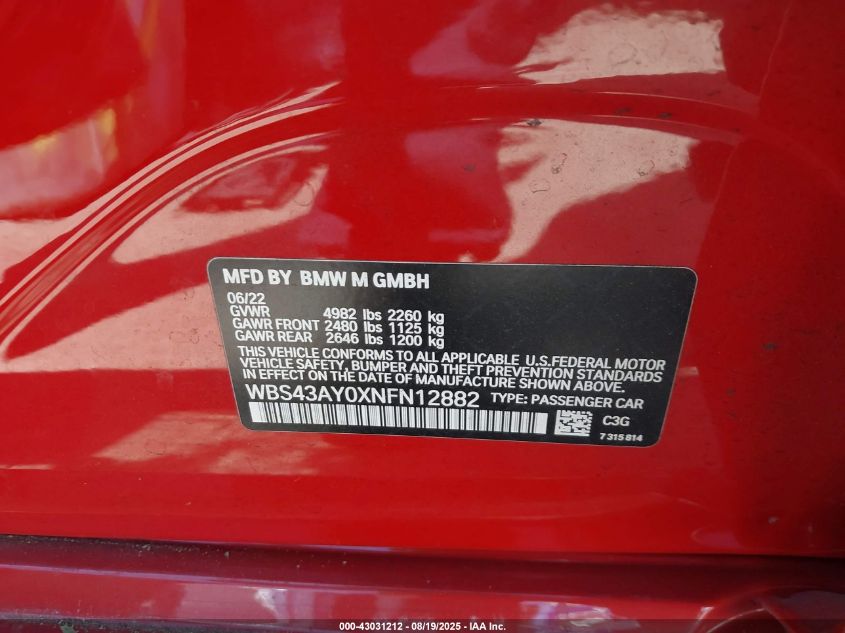 MFD BY BMW M GMBH
06/22
GVWR 4982 lbs 2260 kg
GAWR FRONT 2480 lbs 1125 kg
GAWR REAR 2646 lbs 1200 kg
THIS VEHICLE CONFORMS TO ALL APPLICABLE U.S.FEDERAL MOTOR
VEHICLE SAFETY, BUMPER AND THEFT PREVENTION STANDARDS
IN EFFECT ON THE DATE OF MANUFACTURE SHOWN ABOVE.
WBS43AY0XNFN12882 TYPE: PASSENGER CAR
C3G
7 315 814
000-43031212 - 08/19/2025 - IAA Inc.